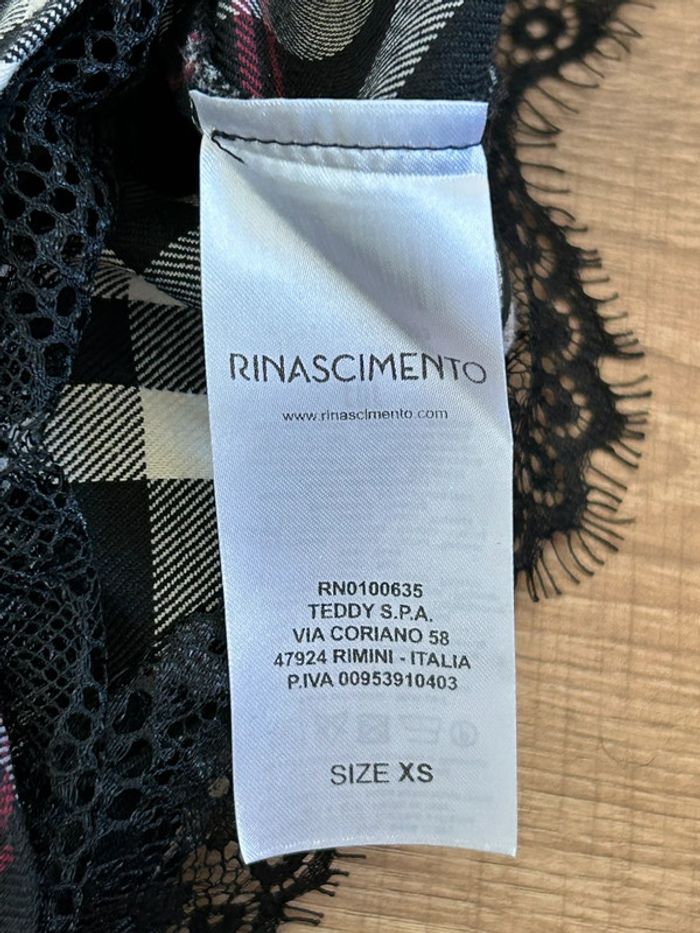 RINASCIMENTO
www.rinascimento.com
RN0100635
TEDDY S.P.A.
VIA CORIANO 58
47924 RIMINI - ITALIA
P.IVA 00953910403
SIZE XS